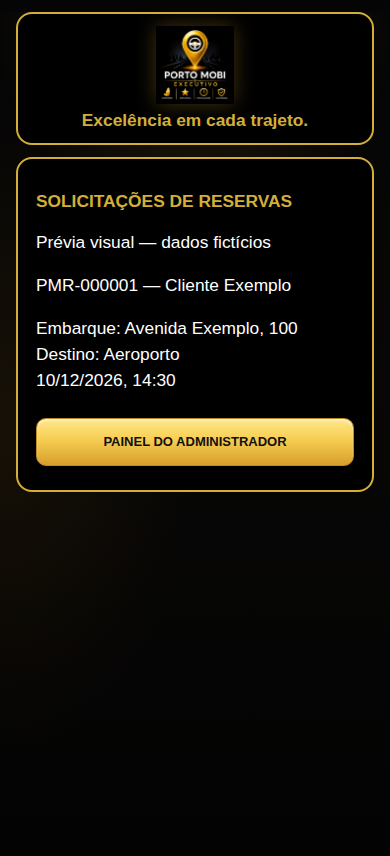 PORTO MOBI
EXECUTIVO
Excelência em cada trajeto.
SOLICITAÇÕES DE RESERVAS
Prévia visual — dados fictícios
PMR-000001 — Cliente Exemplo
Embarque: Avenida Exemplo, 100
Destino: Aeroporto
10/12/2026, 14:30
PAINEL DO ADMINISTRADOR